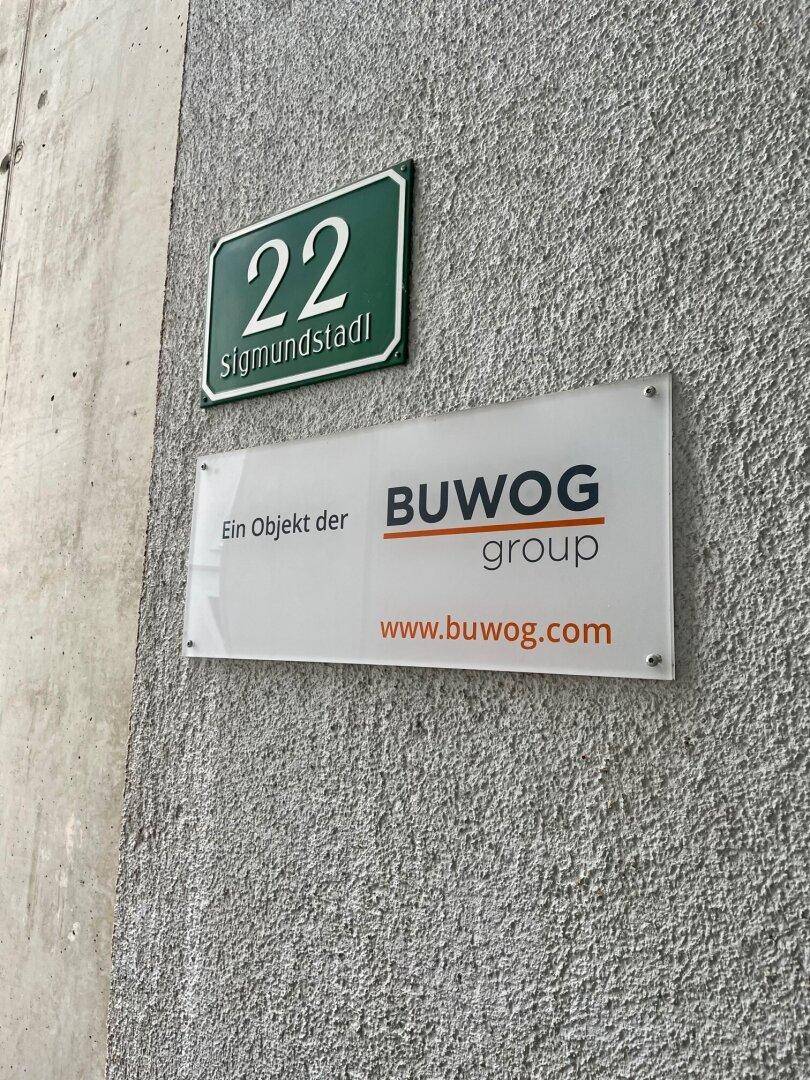 22
sigmundstadl
Ein Objekt der
BUWOG
group
www.buwog.com